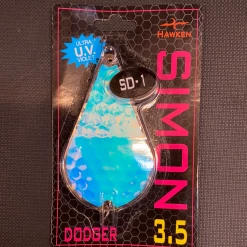 HAWKEN
ULTRA
U.V.
VIOLET
SD-1
SIMON
3.5
DODGER